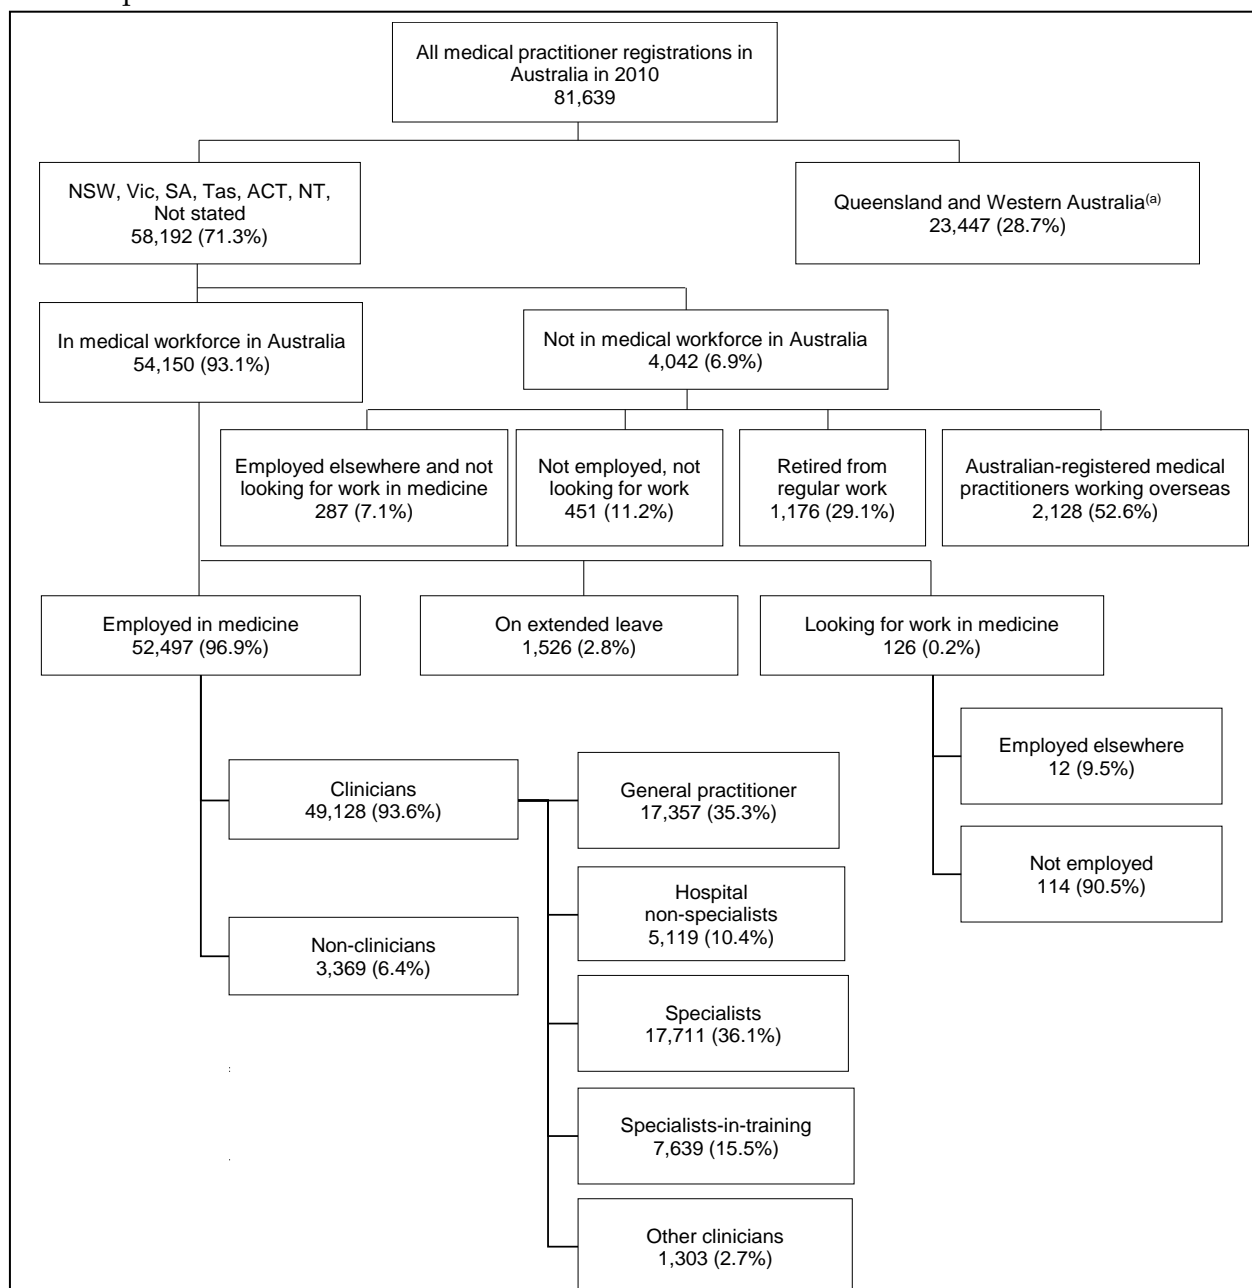 All medical practitioner registrations in
Australia in 2010
81,639
NSW, Vic, SA, Tas, ACT, NT,
Not stated
58,192 (71.3%)
Queensland and Western Australia(a)
23,447 (28.7%)
In medical workforce in Australia
54,150 (93.1%)
Not in medical workforce in Australia
4,042 (6.9%)
Employed elsewhere and not
looking for work in medicine
287 (7.1%)
Not employed, not
looking for work
451 (11.2%)
Retired from
regular work
1,176 (29.1%)
Australian-registered medical
practitioners working overseas
2,128 (52.6%)
Employed in medicine
52,497 (96.9%)
On extended leave
1,526 (2.8%)
Looking for work in medicine
126 (0.2%)
Employed elsewhere
12 (9.5%)
Not employed
114 (90.5%)
Clinicians
49,128 (93.6%)
Non-clinicians
3,369 (6.4%)
General practitioner
17,357 (35.3%)
Hospital
non-specialists
5,119 (10.4%)
Specialists
17,711 (36.1%)
Specialists-in-training
7,639 (15.5%)
Other clinicians
1,303 (2.7%)